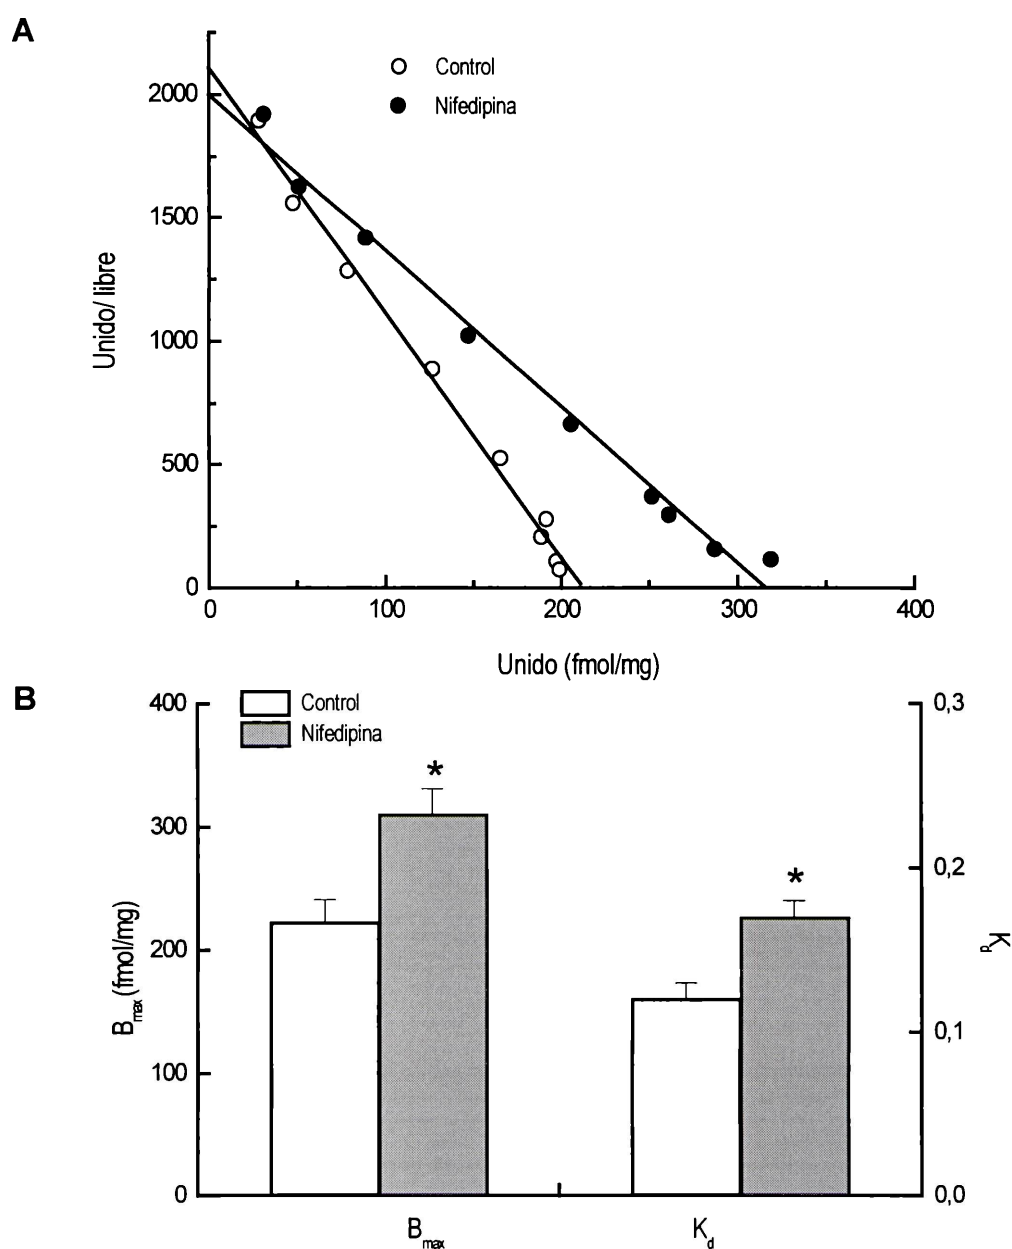 A
Control
Nifedipina
2000
1500
1000
500
0
Unido/ libre
0 100 200 300 400
Unido (fmol/mg)
B
Control
Nifedipina
400
300
200
100
0
Bmax (fmol/mg)
*
*
0,3
0,2
0,1
0,0
Kd
Bmax Kd